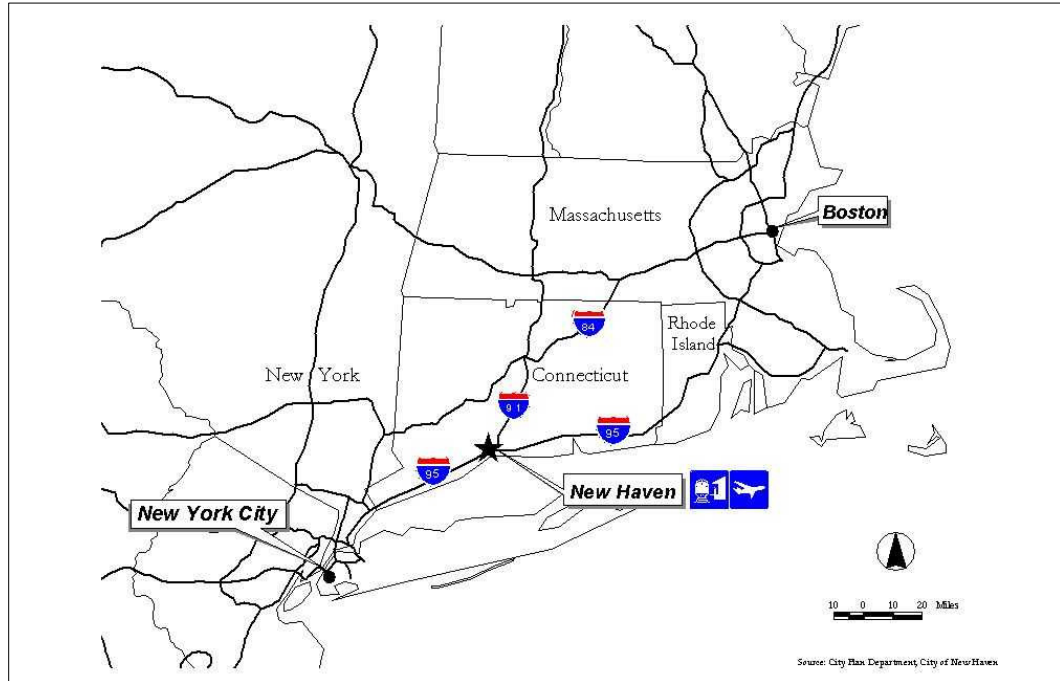 Massachusetts
Boston
84
Rhode
Island
New York
Connecticut
91
95
95
New Haven
New York City
10 0 10 20 Miles
Source: City Plan Department, City of New Haven